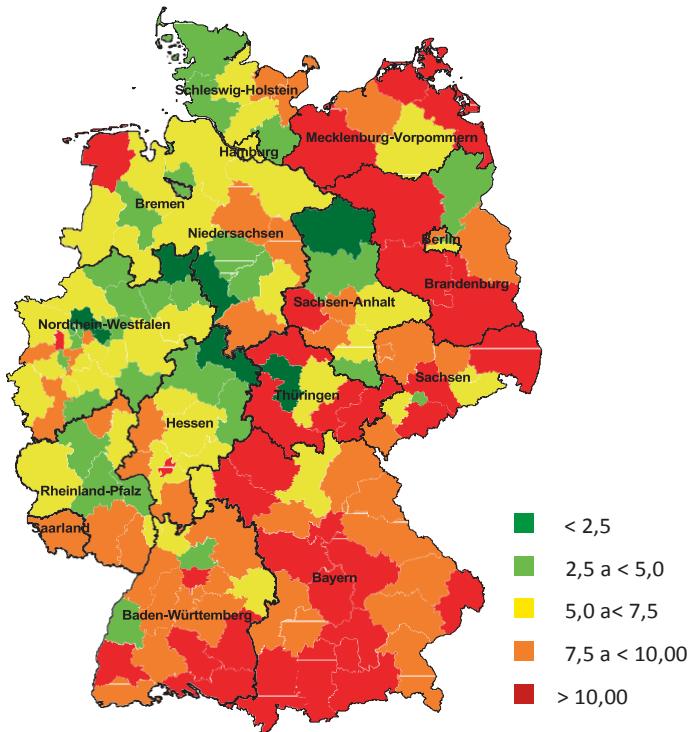 Schleswig-Holstein
Mecklenburg-Vorpommern
Hamburg
Bremen
Niedersachsen
Berlin
Brandenburg
Sachsen-Anhalt
Nordrhein-Westfalen
Sachsen
Thüringen
Hessen
Rheinland-Pfalz
Saarland
Bayern
Baden-Württemberg
< 2,5
2,5 a < 5,0
5,0 a< 7,5
7,5 a < 10,00
> 10,00